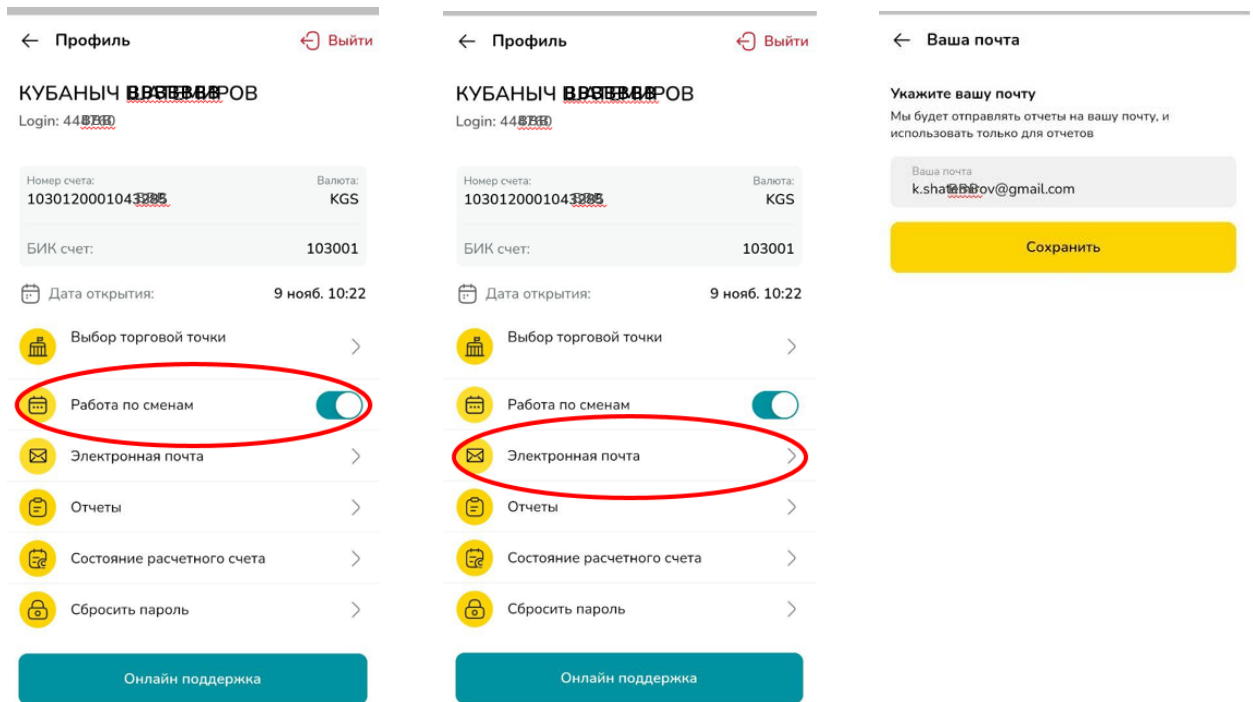 Профиль
Выйти
КУБАНЫЧ
Login:
Номер счета:
Валюта:
KGS
БИК счет:
103001
Дата открытия:
9 нояб. 10:22
Выбор торговой точки
Работа по сменам
Электронная почта
Отчеты
Состояние расчетного счета
Сбросить пароль
Онлайн поддержка
Профиль
Выйти
КУБАНЫЧ
Login:
Номер счета:
Валюта:
KGS
БИК счет:
103001
Дата открытия:
9 нояб. 10:22
Выбор торговой точки
Работа по сменам
Электронная почта
Отчеты
Состояние расчетного счета
Сбросить пароль
Онлайн поддержка
Ваша почта
Укажите вашу почту
Мы будет отправлять отчеты на вашу почту, и
использовать только для отчетов
Ваша почта
Сохранить